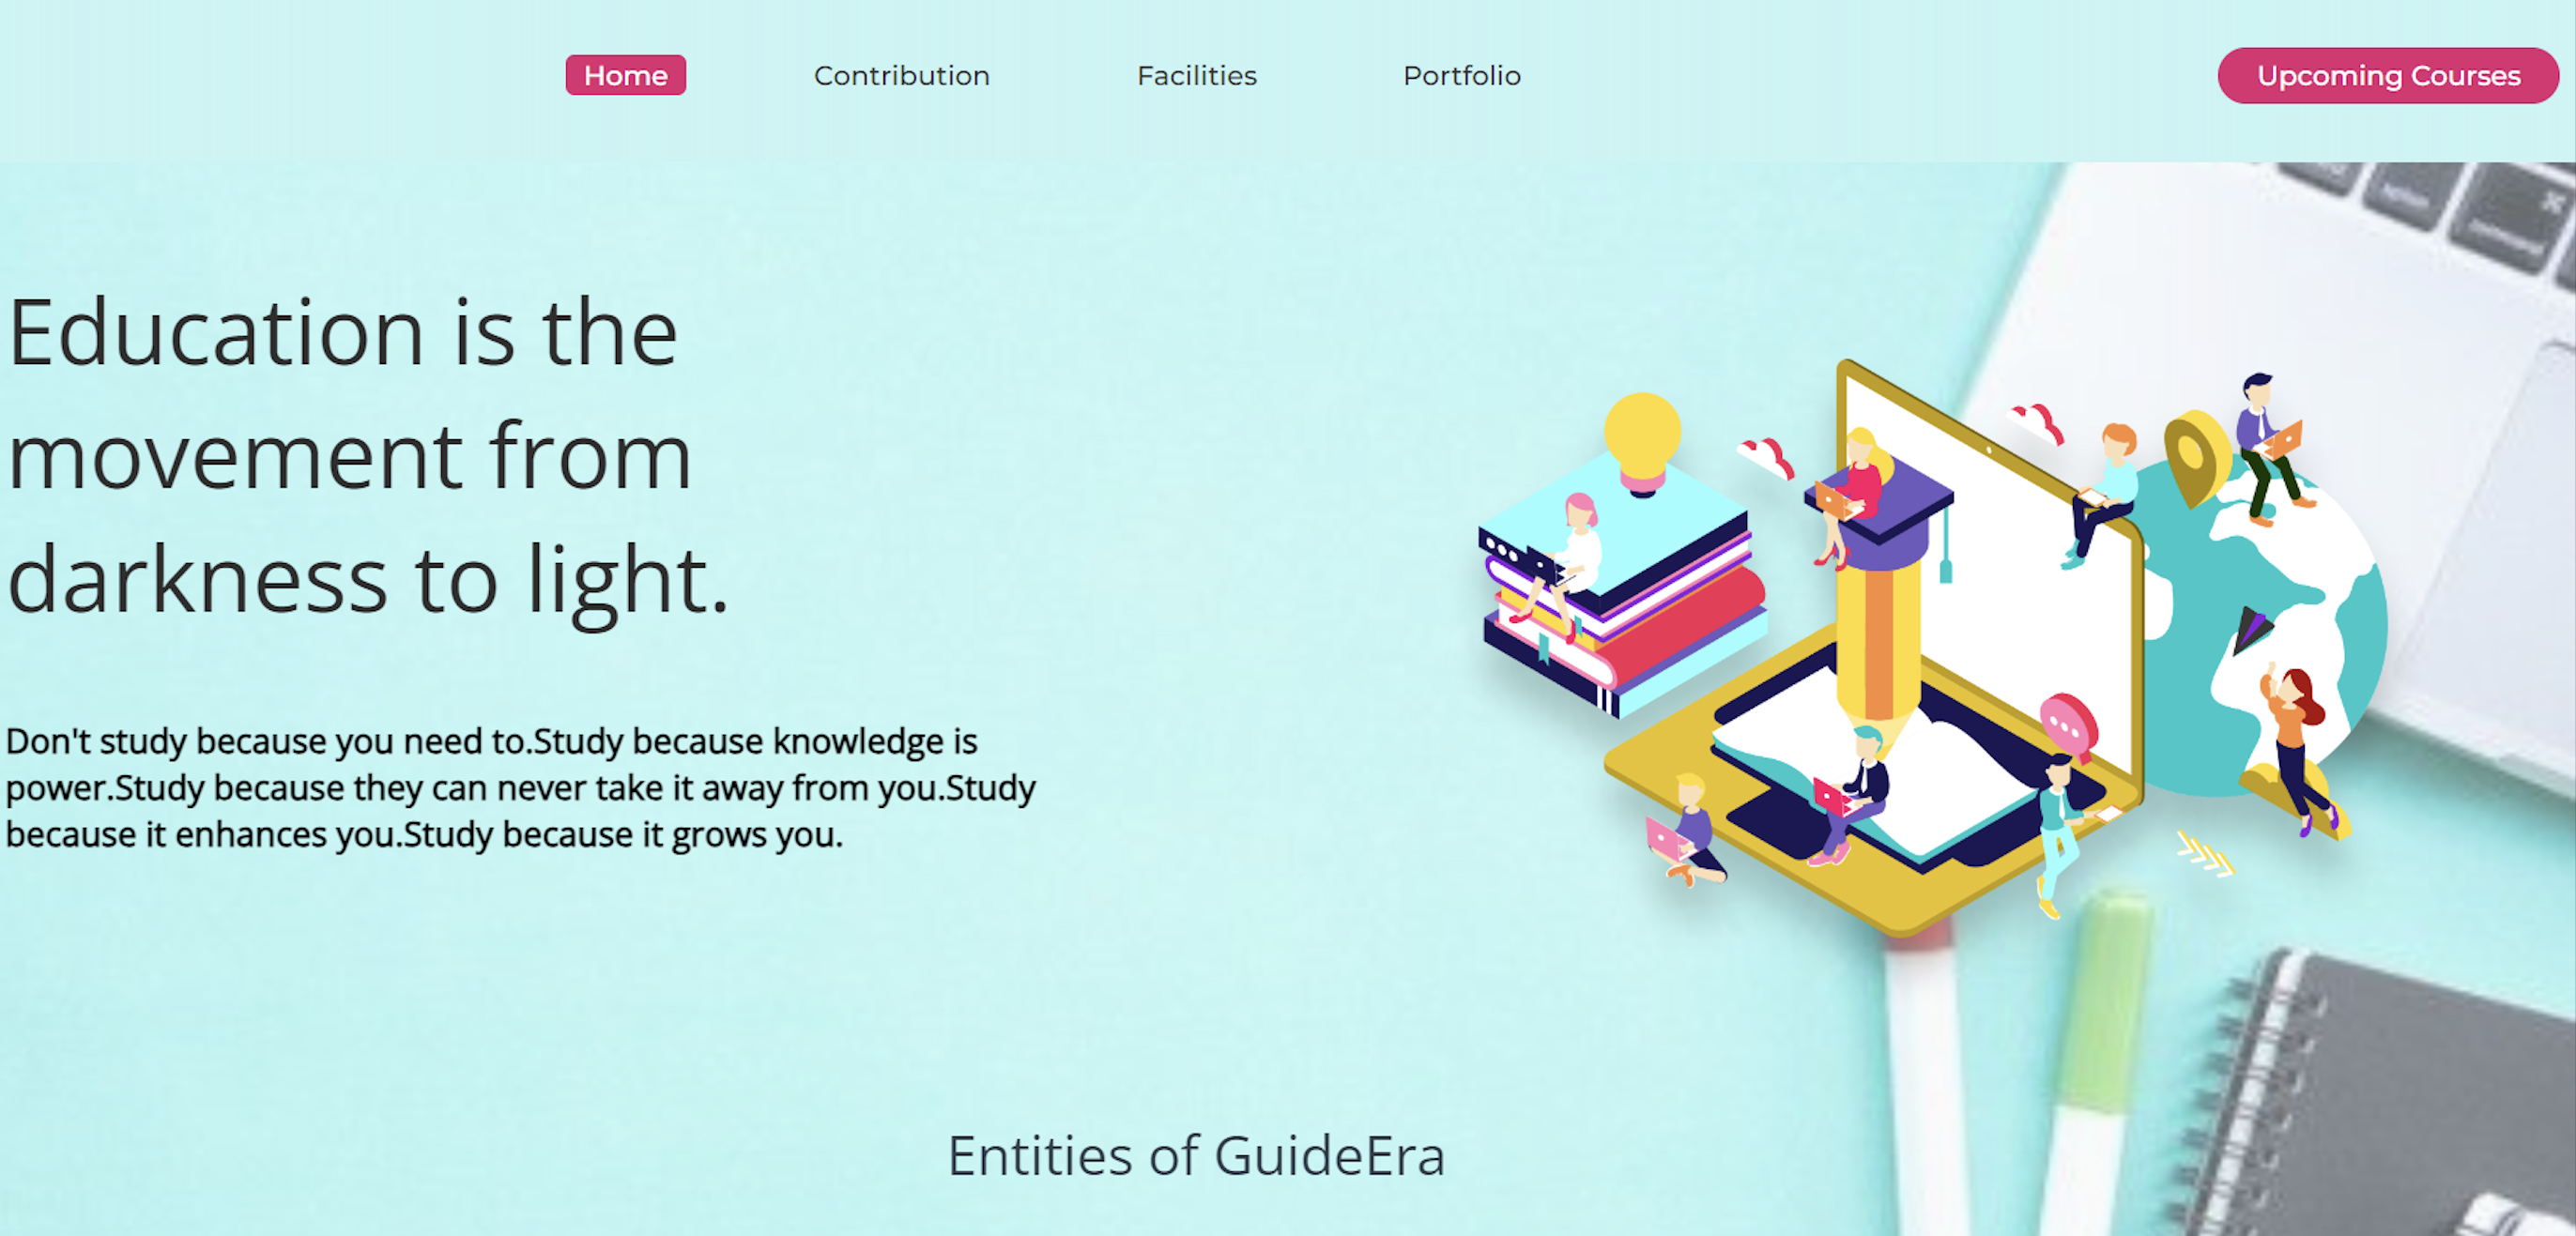 Home Contribution Facilities Portfolio Upcoming Courses
Education is the
movement from
darkness to light.
Don't study because you need to.Study because knowledge is
power.Study because they can never take it away from you.Study
because it enhances you.Study because it grows you.
Entities of GuideEra